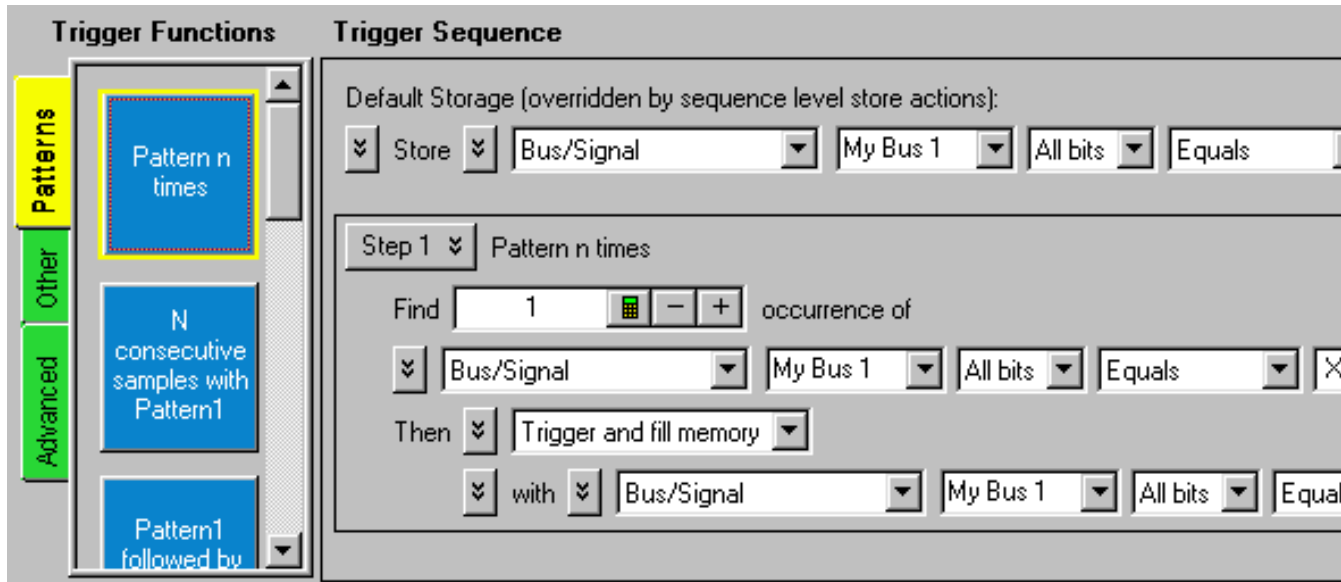 Trigger Functions
Trigger Sequence
Patterns
Other
Advanced
Pattern n
times
N
consecutive
samples with
Pattern1
Pattern1
followed by
Default Storage (overridden by sequence level store actions):
Store Bus/Signal My Bus 1 All bits Equals
Step 1 Pattern n times
Find 1 − + occurrence of
Bus/Signal My Bus 1 All bits Equals X
Then Trigger and fill memory
with Bus/Signal My Bus 1 All bits Equal